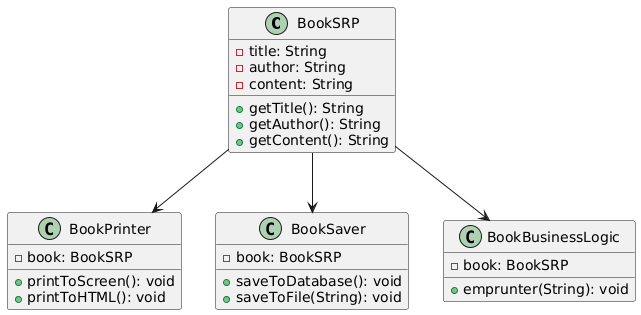 C BookSRP
title: String
author: String
content: String
getTitle(): String
getAuthor(): String
getContent(): String
C BookPrinter
book: BookSRP
printToScreen(): void
printToHTML(): void
C BookSaver
book: BookSRP
saveToDatabase(): void
saveToFile(String): void
C BookBusinessLogic
book: BookSRP
emprunter(String): void